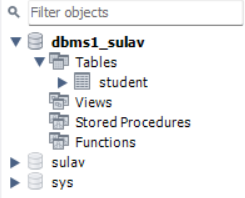 Filter objects
dbms1_sulav
Tables
student
Views
Stored Procedures
Functions
sulav
sys